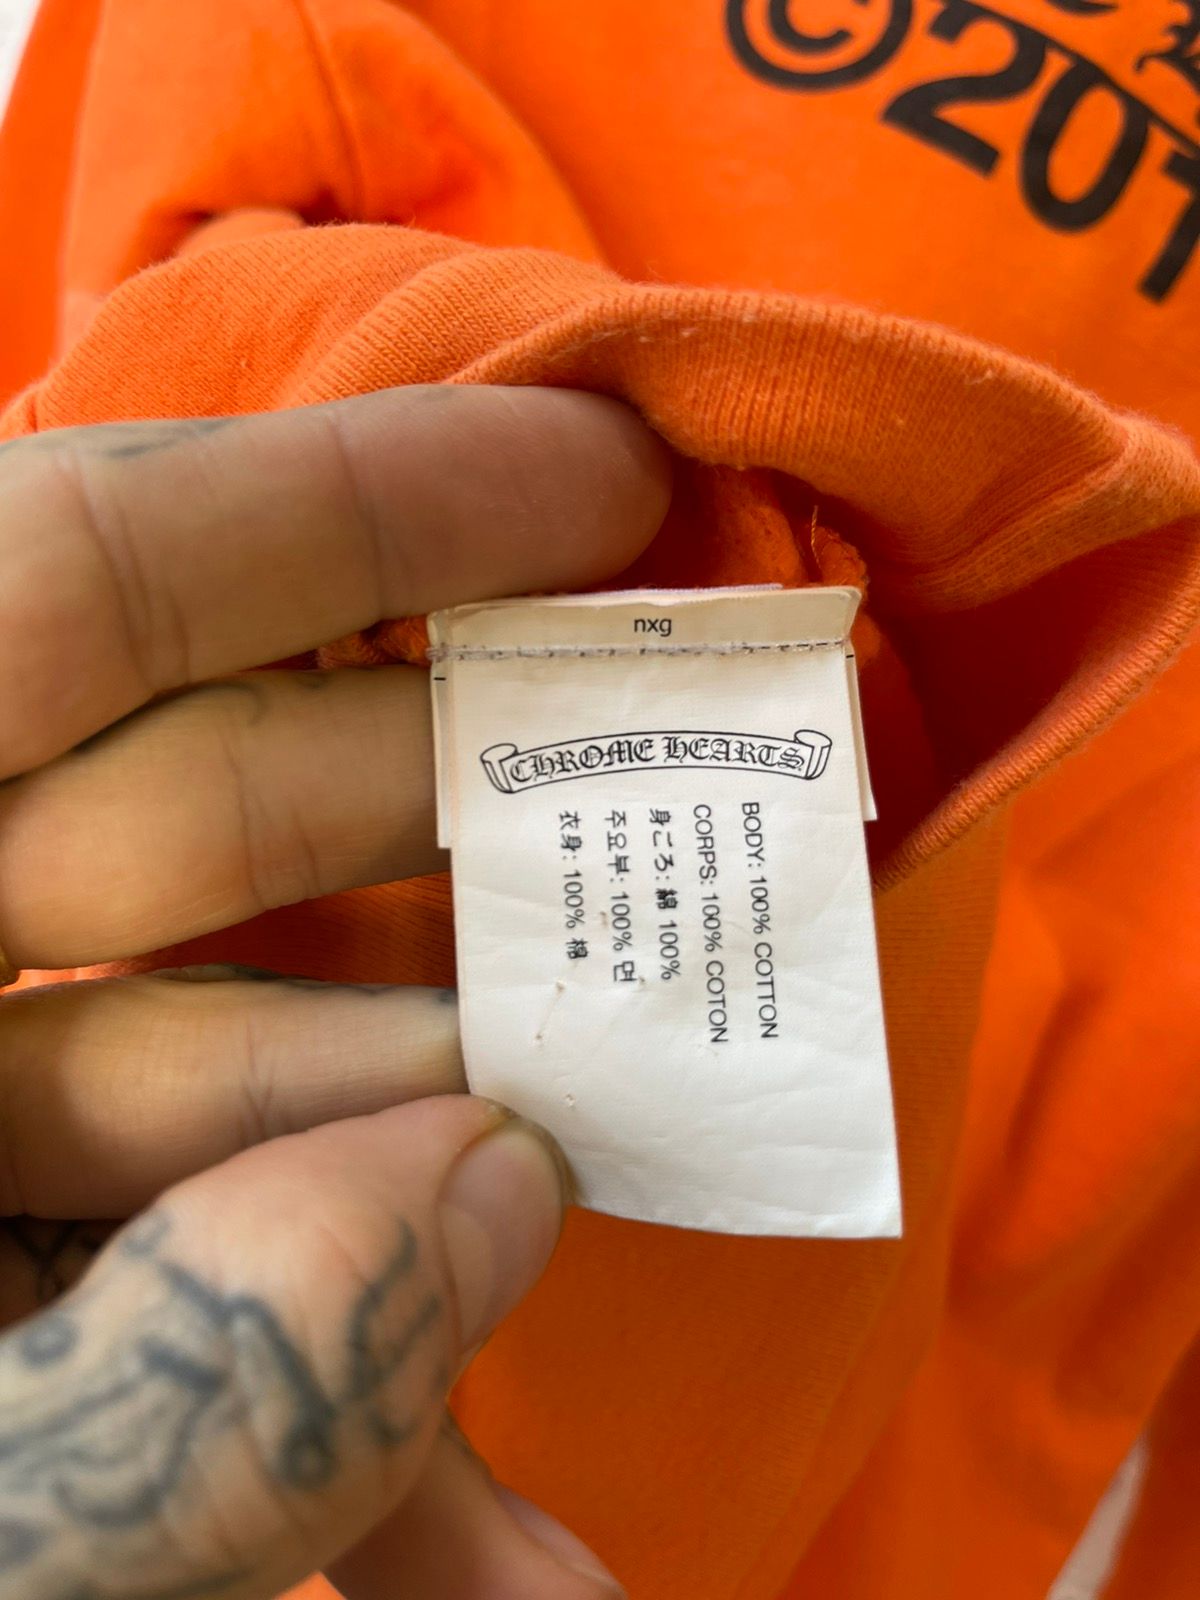 ©201
nxg
CHROME HEARTS
BODY: 100% COTTON
CORPS: 100% COTON
身ごろ: 綿 100%
주요부: 100% 면
衣身: 100% 棉